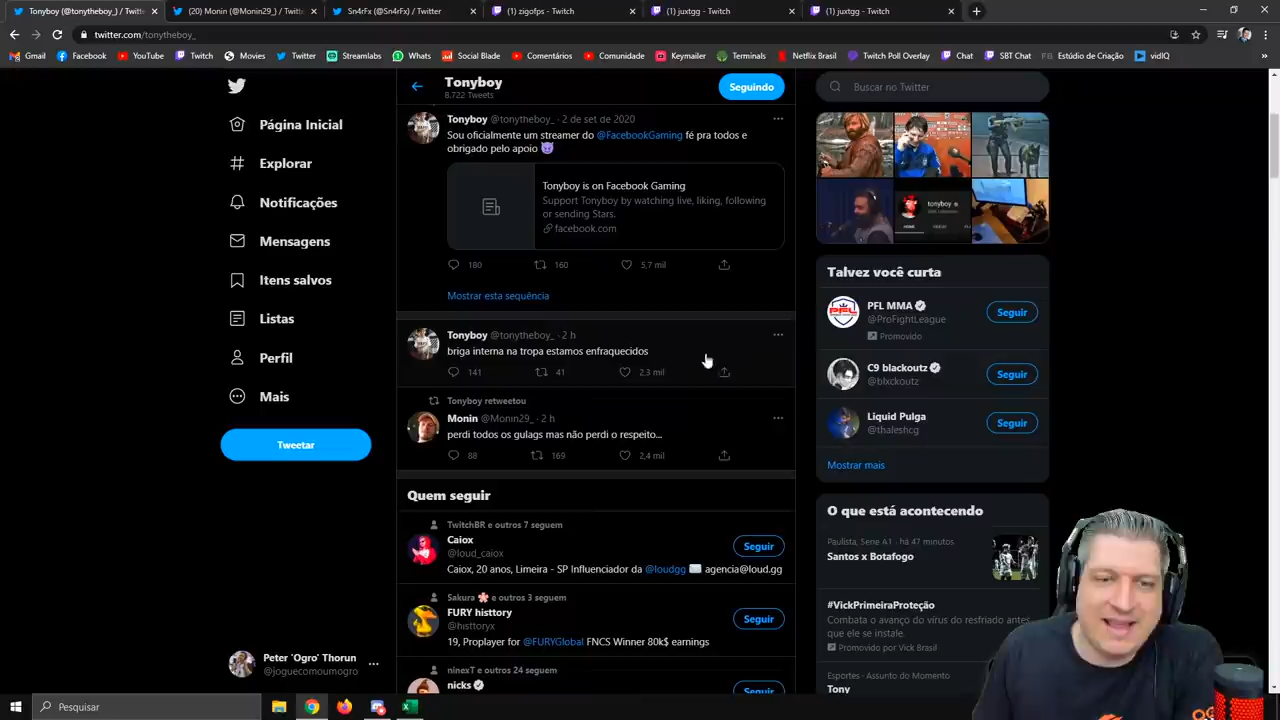 Tonyboy (@tonytheboy_) / Twitte
(20) Monin (@Monin29_) / Twitte
Sn4rFx (@Sn4rFx) / Twitter
(1) zigofps - Twitch
(1) juxtgg - Twitch
(1) juxtgg - Twitch
twitter.com/tonytheboy_
Gmail
Facebook
YouTube
Twitch
Movies
Twitter
Streamlabs
Whats
Social Blade
Comentários
Comunidade
Keymailer
Terminals
Netflix Brasil
Twitch Poll Overlay
Chat
SBT Chat
Estúdio de Criação
vidIQ
Página Inicial
Explorar
Notificações
Mensagens
Itens salvos
Listas
Perfil
Mais
Tweetar
Peter 'Ogro' Thorun
@joguecomoumogro
Tonyboy
8.722 Tweets
Seguindo
Tonyboy @tonytheboy_ · 2 de set de 2020
Sou oficialmente um streamer do @FacebookGaming fé pra todos e
obrigado pelo apoio
Tonyboy is on Facebook Gaming
Support Tonyboy by watching live, liking, following
or sending Stars.
facebook.com
180 160 5,7 mil
Mostrar esta sequência
Tonyboy @tonytheboy_ · 2 h
briga interna na tropa estamos enfraquecidos
141 41 2,3 mil
Tonyboy retweetou
Monin @Monin29_ · 2 h
perdi todos os gulags mas não perdi o respeito...
88 169 2,4 mil
Quem seguir
TwitchBR e outros 7 seguem
Caiox
@loud_caiox
Seguir
Caiox, 20 anos, Limeira - SP Influenciador da @loudgg agencia@loud.gg
Sakura e outros 3 seguem
FURY histtory
@histtoryx
Seguir
19, Proplayer for @FURYGlobal FNCS Winner 80k$ earnings
ninexT e outros 24 seguem
nicks
Seguir
Buscar no Twitter
tonyboy
Talvez você curta
PFL MMA
@ProFightLeague
Promovido
Seguir
C9 blackoutz
@blxckoutz
Seguir
Liquid Pulga
@thaleshcg
Seguir
Mostrar mais
O que está acontecendo
Paulista, Serie A1 · há 47 minutos
Santos x Botafogo
#VickPrimeiraProteção
Combata o avanço do vírus do resfriado antes
que ele se instale.
Promovido por Vick Brasil
Esportes · Assunto do Momento
Tony
Pesquisar